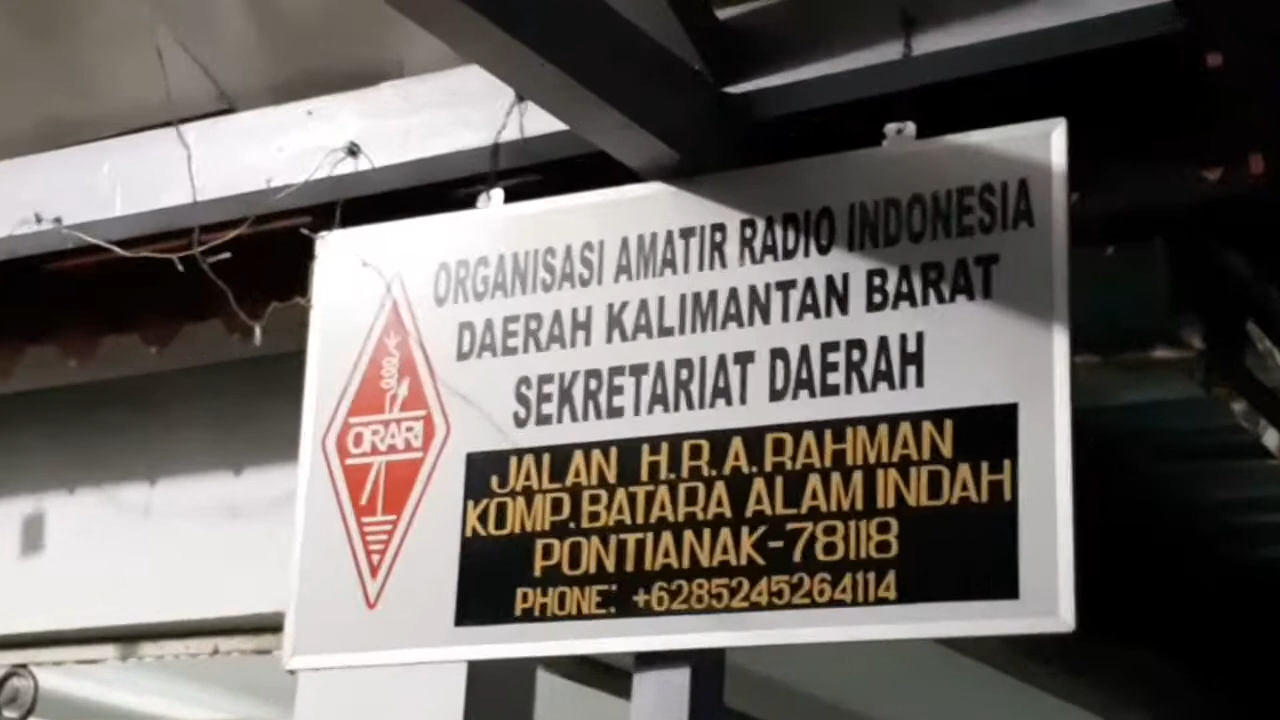 ORGANISASI AMATIR RADIO INDONESIA
DAERAH KALIMANTAN BARAT
SEKRETARIAT DAERAH
ORARI
JALAN H.R.A.RAHMAN
KOMP.BATARA ALAM INDAH
PONTIANAK-78118
PHONE: +6285245264114